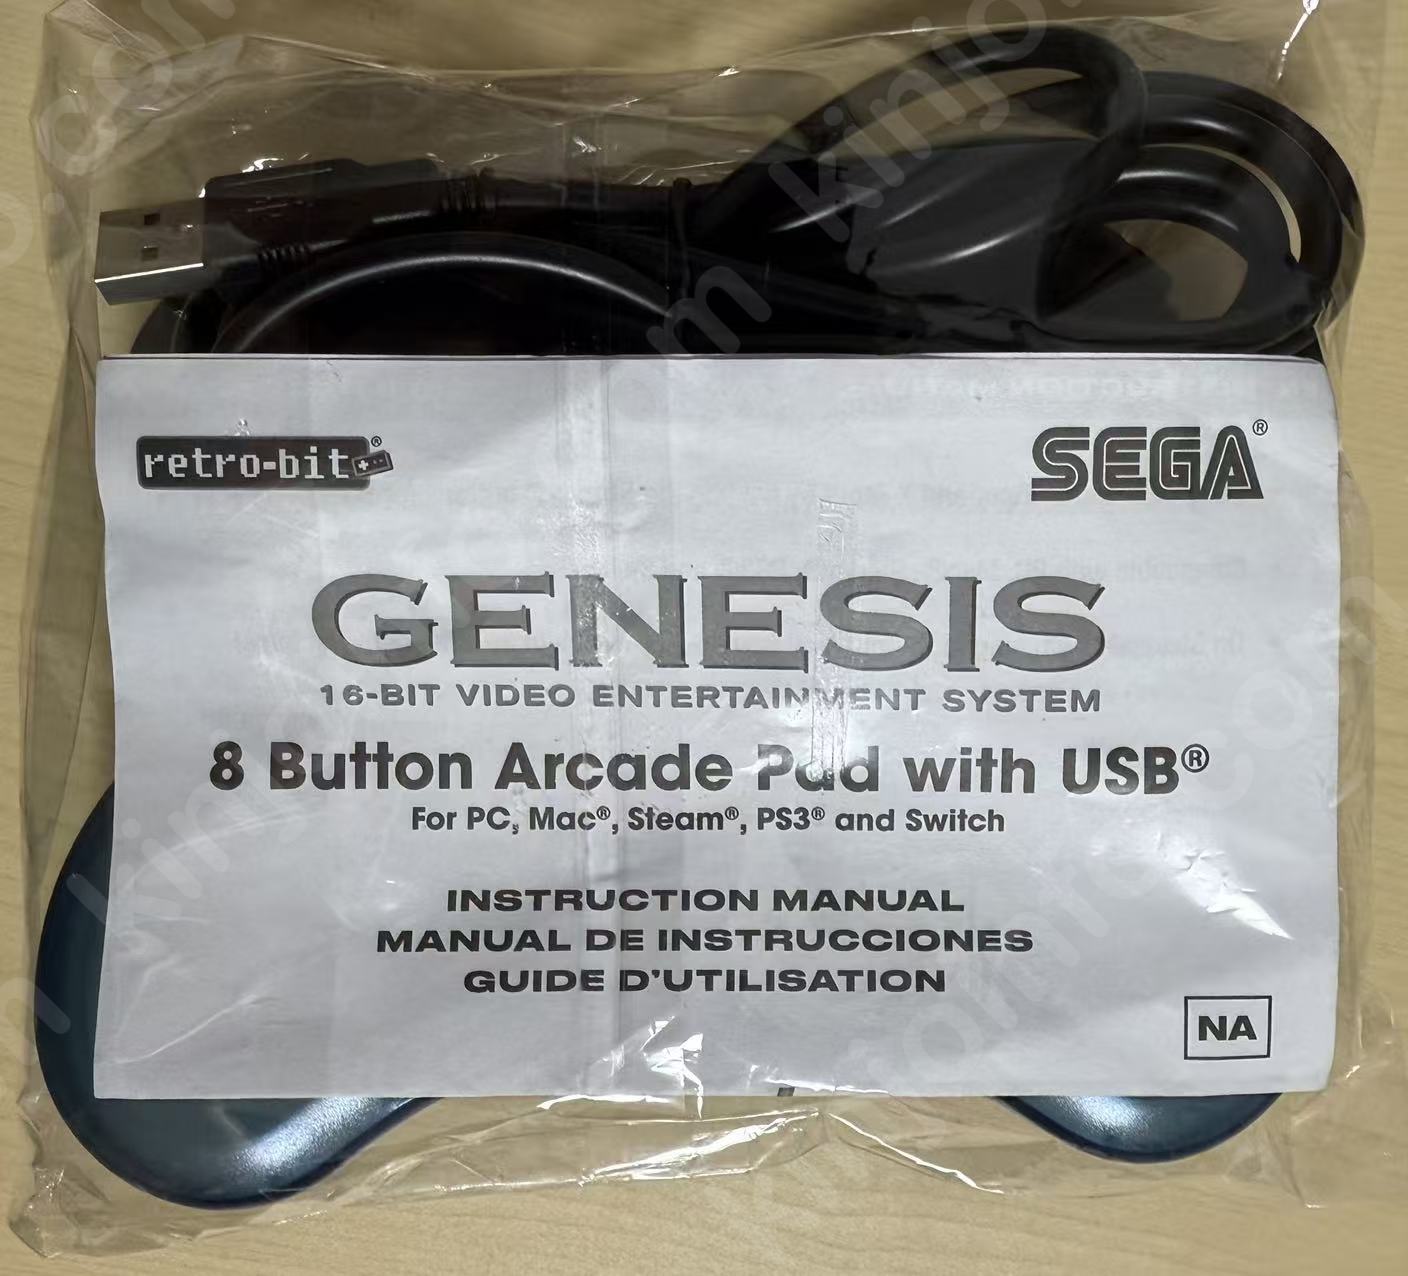 retro-bit®
SEGA®
GENESIS
16-BIT VIDEO ENTERTAINMENT SYSTEM
8 Button Arcade Pad with USB®
For PC, Mac®, Steam®, PS3® and Switch
INSTRUCTION MANUAL
MANUAL DE INSTRUCCIONES
GUIDE D'UTILISATION
NA